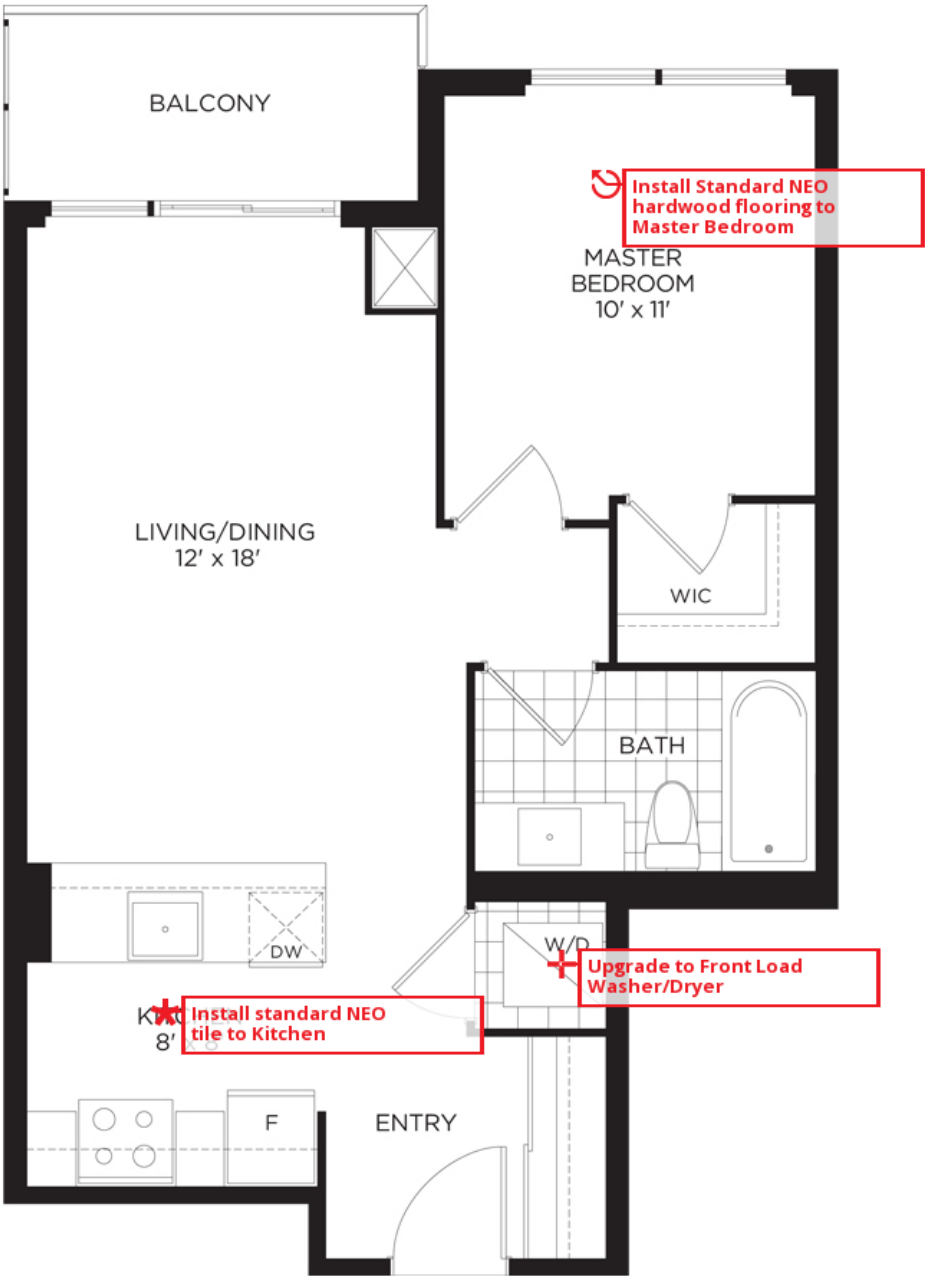 BALCONY
Install Standard NEO
hardwood flooring to
Master Bedroom
MASTER
BEDROOM
10' x 11'
LIVING/DINING
12' x 18'
WIC
BATH
DW
W/D
Upgrade to Front Load
Washer/Dryer
Install standard NEO
tile to Kitchen
8' x 8'
F
ENTRY